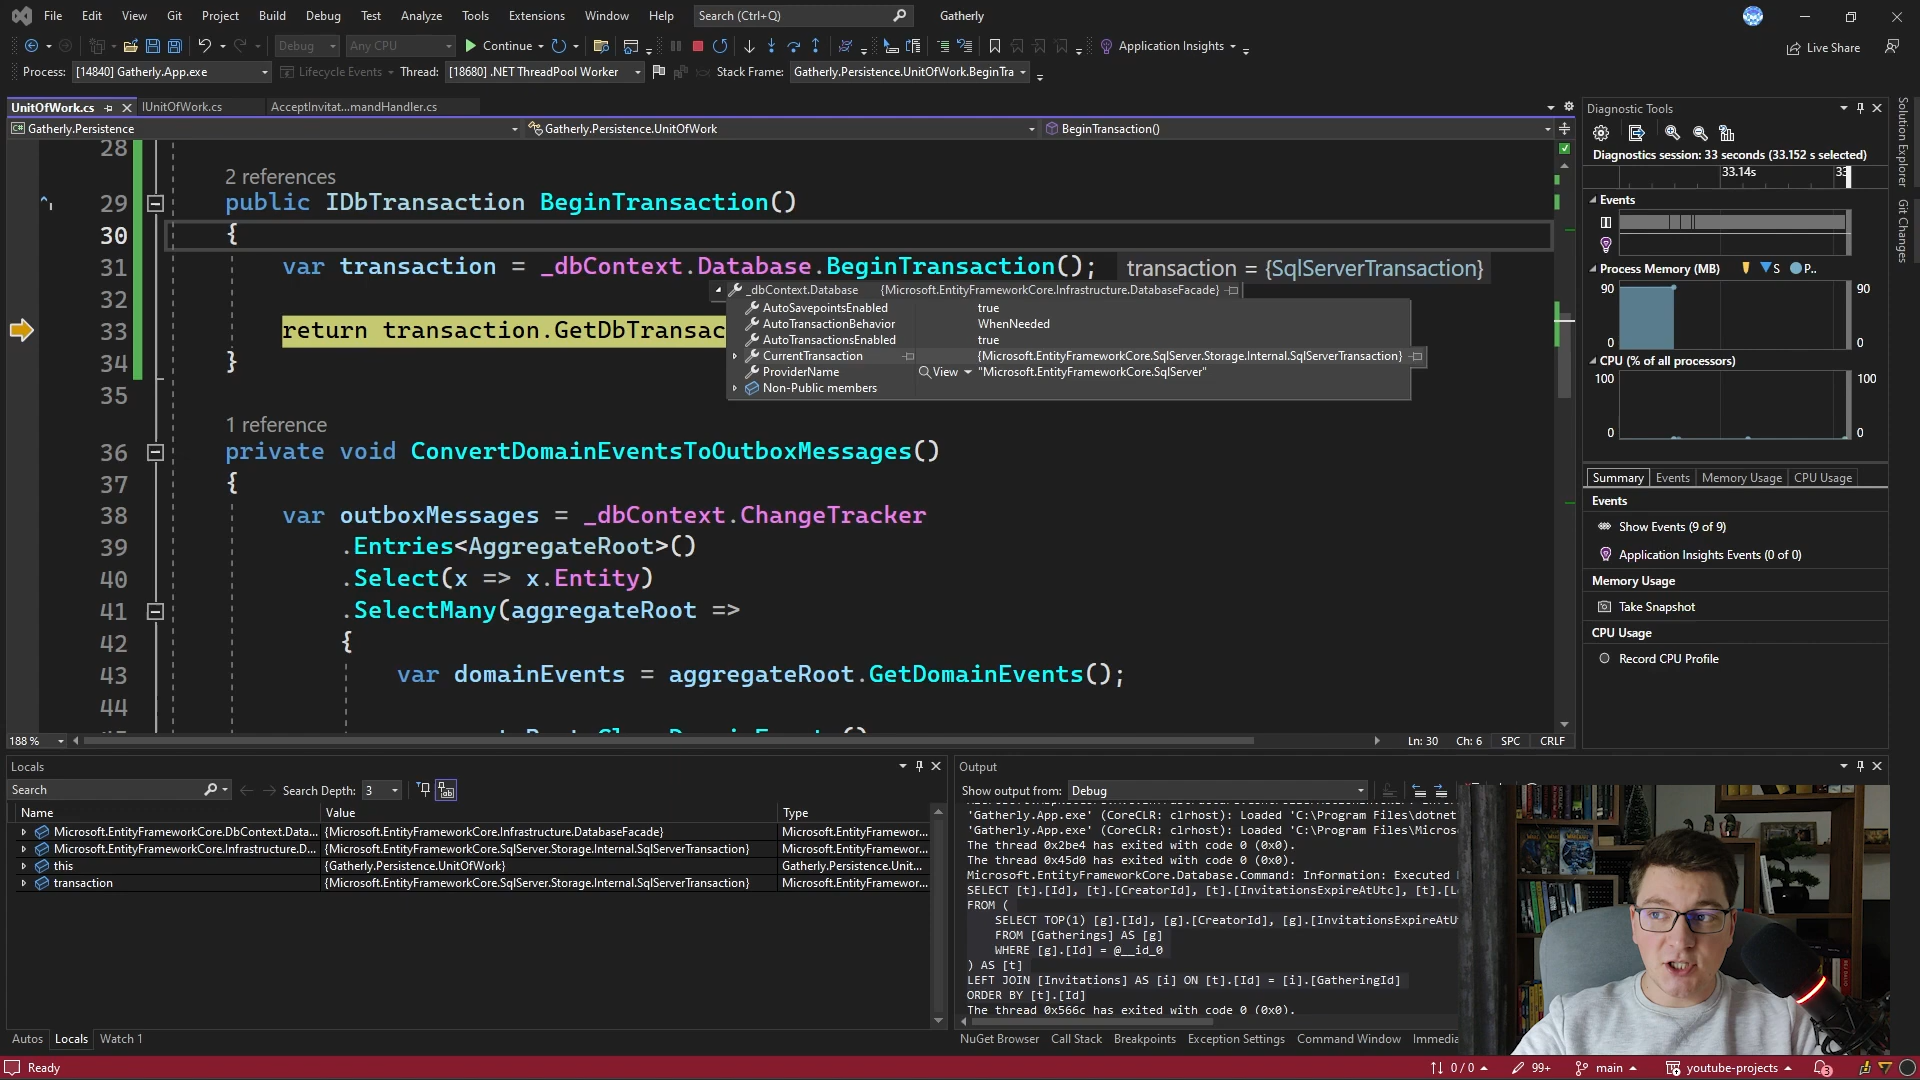 File Edit View Git Project Build Debug Test Analyze Tools Extensions Window Help Search (Ctrl+Q) Gatherly
Debug Any CPU Continue Application Insights Live Share
Process: [14840] Gatherly.App.exe Lifecycle Events Thread: [18680] .NET ThreadPool Worker Stack Frame: Gatherly.Persistence.UnitOfWork.BeginTra
UnitOfWork.cs IUnitOfWork.cs AcceptInvitat...mandHandler.cs
Gatherly.Persistence Gatherly.Persistence.UnitOfWork BeginTransaction()
28
2 references
29 public IDbTransaction BeginTransaction()
30 {
31 var transaction = _dbContext.Database.BeginTransaction(); transaction = {SqlServerTransaction}
32
33 return transaction.GetDbTransac
34 }
35
_dbContext.Database {Microsoft.EntityFrameworkCore.Infrastructure.DatabaseFacade}
AutoSavepointsEnabled true
AutoTransactionBehavior WhenNeeded
AutoTransactionsEnabled true
CurrentTransaction {Microsoft.EntityFrameworkCore.SqlServer.Storage.Internal.SqlServerTransaction}
ProviderName View "Microsoft.EntityFrameworkCore.SqlServer"
Non-Public members
1 reference
36 private void ConvertDomainEventsToOutboxMessages()
37 {
38 var outboxMessages = _dbContext.ChangeTracker
39 .Entries<AggregateRoot>()
40 .Select(x => x.Entity)
41 .SelectMany(aggregateRoot =>
42 {
43 var domainEvents = aggregateRoot.GetDomainEvents();
44
188 % Ln: 30 Ch: 6 SPC CRLF
Diagnostic Tools
Diagnostics session: 33 seconds (33.152 s selected)
33.14s 33
Events
Process Memory (MB) S P..
90 90
0 0
CPU (% of all processors)
100 100
0 0
Summary Events Memory Usage CPU Usage
Events
Show Events (9 of 9)
Application Insights Events (0 of 0)
Memory Usage
Take Snapshot
CPU Usage
Record CPU Profile
Solution Explorer
Git Changes
Locals
Search Search Depth: 3
Name Value Type
Microsoft.EntityFrameworkCore.DbContext.Data... {Microsoft.EntityFrameworkCore.Infrastructure.DatabaseFacade} Microsoft.EntityFramewor...
Microsoft.EntityFrameworkCore.Infrastructure.D... {Microsoft.EntityFrameworkCore.SqlServer.Storage.Internal.SqlServerTransaction} Microsoft.EntityFramewor...
this {Gatherly.Persistence.UnitOfWork} Gatherly.Persistence.Unit...
transaction {Microsoft.EntityFrameworkCore.SqlServer.Storage.Internal.SqlServerTransaction} Microsoft.EntityFramewor...
Autos Locals Watch 1
Output
Show output from: Debug
'Gatherly.App.exe' (CoreCLR: clrhost): Loaded 'C:\Program Files\dotnet
'Gatherly.App.exe' (CoreCLR: clrhost): Loaded 'C:\Program Files\Micros
The thread 0x2be4 has exited with code 0 (0x0).
The thread 0x45d0 has exited with code 0 (0x0).
Microsoft.EntityFrameworkCore.Database.Command: Information: Executed
SELECT [t].[Id], [t].[CreatorId], [t].[InvitationsExpireAtUtc], [t].[L
FROM (
SELECT TOP(1) [g].[Id], [g].[CreatorId], [g].[InvitationsExpireAtU
FROM [Gatherings] AS [g]
WHERE [g].[Id] = @__id_0
) AS [t]
LEFT JOIN [Invitations] AS [i] ON [t].[Id] = [i].[GatheringId]
ORDER BY [t].[Id]
The thread 0x566c has exited with code 0 (0x0).
NuGet Browser Call Stack Breakpoints Exception Settings Command Window Immedia
Ready 0 / 0 99+ main youtube-projects 3